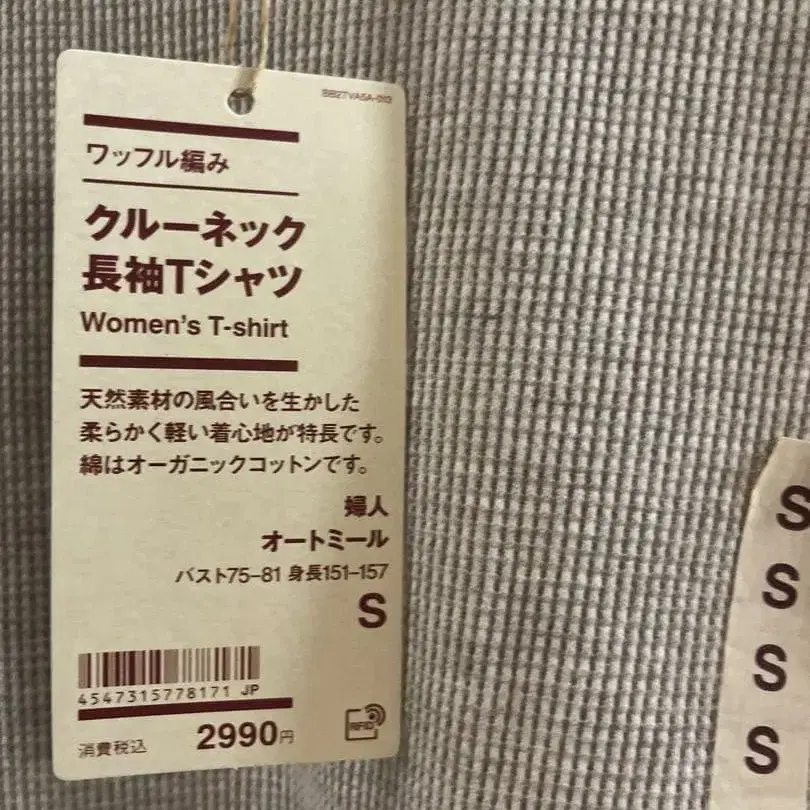 ワッフル編み
クルーネック
長袖Tシャツ
Women's T-shirt
天然素材の風合いを生かした
柔らかく軽い着心地が特長です。
綿はオーガニックコットンです。
婦人
オートミール
バスト75–81 身長151–157
S
4547315778171 JP
消費税込 2990円
RFID
S
S
S
S